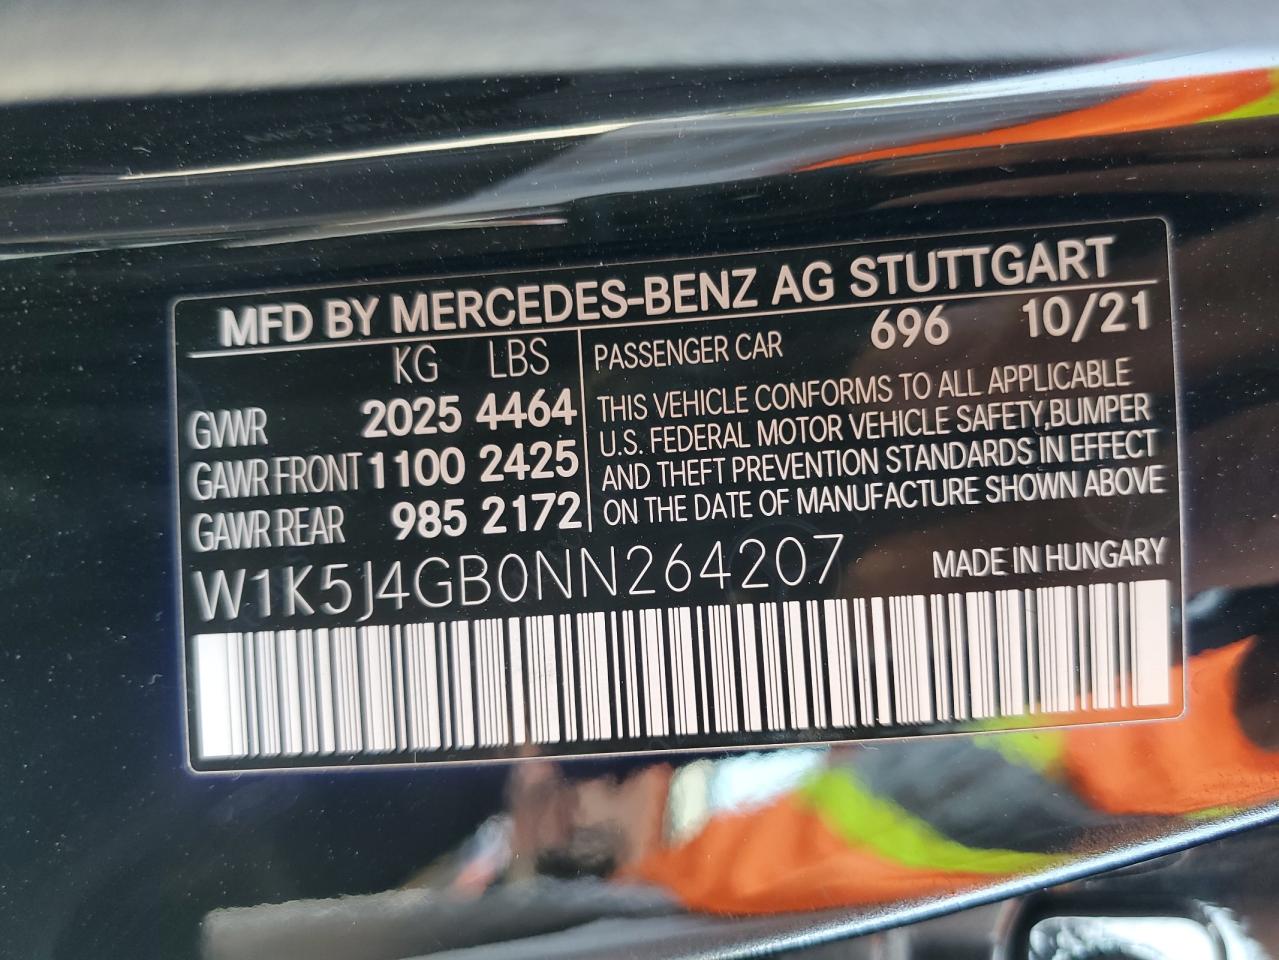 MFD BY MERCEDES-BENZ AG STUTTGART
KG LBS
GVWR 2025 4464
GAWR FRONT 1100 2425
GAWR REAR 985 2172
PASSENGER CAR 696 10/21
THIS VEHICLE CONFORMS TO ALL APPLICABLE
U.S. FEDERAL MOTOR VEHICLE SAFETY,BUMPER
AND THEFT PREVENTION STANDARDS IN EFFECT
ON THE DATE OF MANUFACTURE SHOWN ABOVE
W1K5J4GB0NN264207
MADE IN HUNGARY